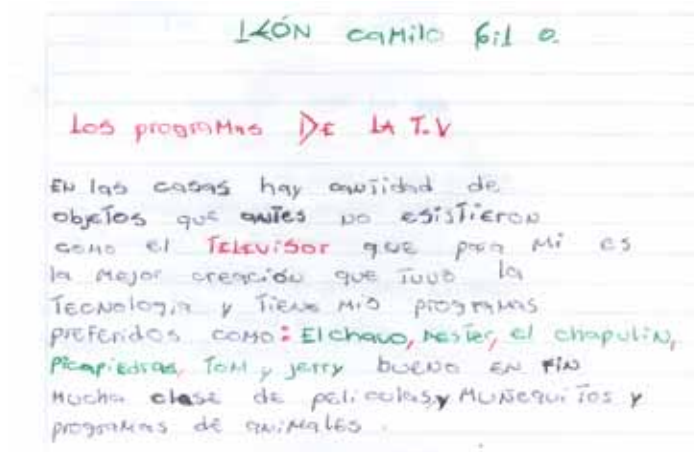 LEÓN CAMILO Gil O.
Los programas DE LA T.V
EN las casas hay cantidad de
objetos que antes no esistieron
como el TELEVISOR que para mi es
la mejor creación que tuvo la
Tecnología y Tiene mis programas
preferidos como: El chavo, el chapulin,
Picapiedras, Tom y jerry bueno EN FIN
Mucha clase de peliculas, y Muñequitos y
programas de animales.